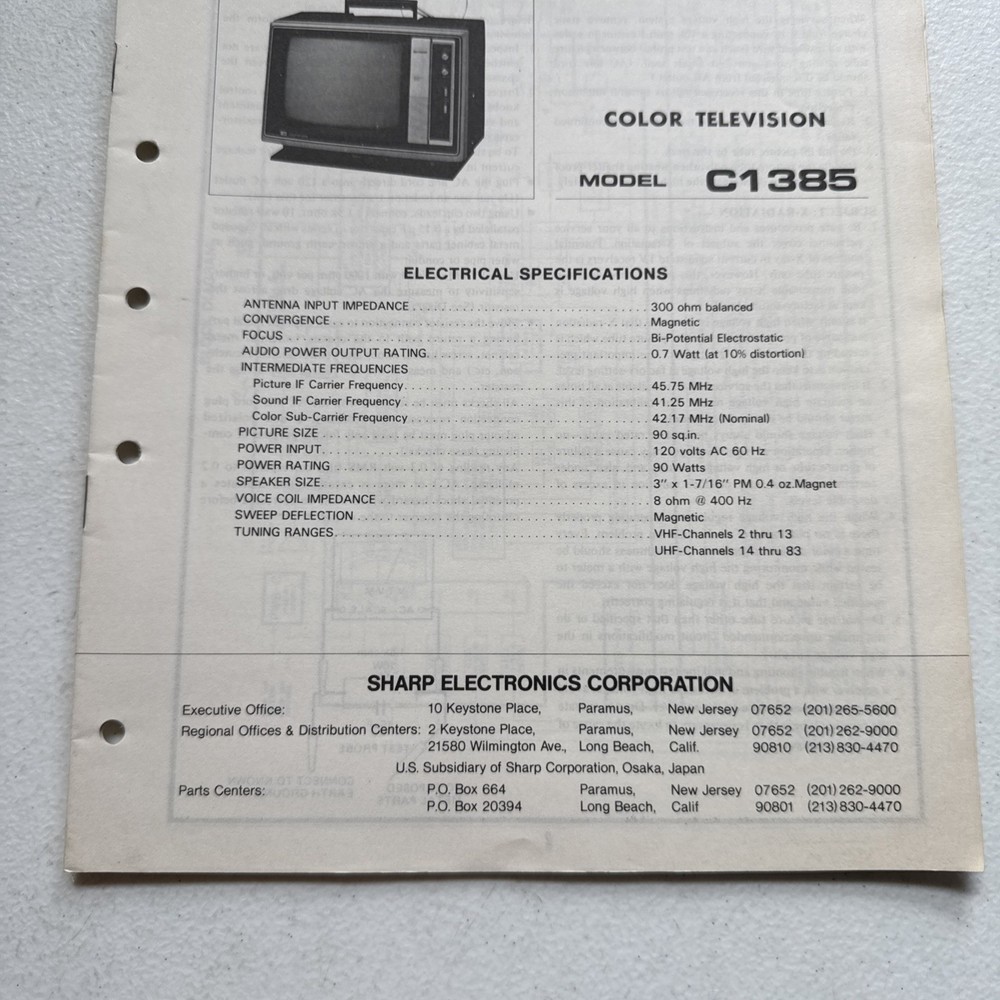 COLOR TELEVISION
MODEL C1385
ELECTRICAL SPECIFICATIONS
ANTENNA INPUT IMPEDANCE . . . . . . . . . . . . . . . . . . . . 300 ohm balanced
CONVERGENCE . . . . . . . . . . . . . . . . . . . . Magnetic
FOCUS . . . . . . . . . . . . . . . . . . . . Bi-Potential Electrostatic
AUDIO POWER OUTPUT RATING. . . . . . . . . . . . . . . . . . . . 0.7 Watt (at 10% distortion)
INTERMEDIATE FREQUENCIES
Picture IF Carrier Frequency. . . . . . . . . . . . . . . . . . . . 45.75 MHz
Sound IF Carrier Frequency. . . . . . . . . . . . . . . . . . . . 41.25 MHz
Color Sub-Carrier Frequency . . . . . . . . . . . . . . . . . . . . 42.17 MHz (Nominal)
PICTURE SIZE . . . . . . . . . . . . . . . . . . . . 90 sq.in.
POWER INPUT. . . . . . . . . . . . . . . . . . . . 120 volts AC 60 Hz
POWER RATING . . . . . . . . . . . . . . . . . . . . 90 Watts
SPEAKER SIZE. . . . . . . . . . . . . . . . . . . . 3" x 1-7/16" PM 0.4 oz.Magnet
VOICE COIL IMPEDANCE . . . . . . . . . . . . . . . . . . . . 8 ohm @ 400 Hz
SWEEP DEFLECTION . . . . . . . . . . . . . . . . . . . . Magnetic
TUNING RANGES. . . . . . . . . . . . . . . . . . . . VHF-Channels 2 thru 13
UHF-Channels 14 thru 83
SHARP ELECTRONICS CORPORATION
Executive Office: 10 Keystone Place, Paramus, New Jersey 07652 (201) 265-5600
Regional Offices & Distribution Centers: 2 Keystone Place, Paramus, New Jersey 07652 (201) 262-9000
21580 Wilmington Ave., Long Beach, Calif. 90810 (213) 830-4470
U.S. Subsidiary of Sharp Corporation, Osaka, Japan
Parts Centers: P.O. Box 664 Paramus, New Jersey 07652 (201) 262-9000
P.O. Box 20394 Long Beach, Calif 90801 (213) 830-4470